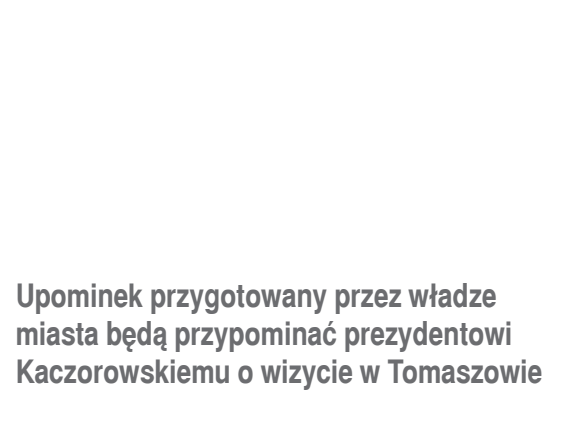 Upominek przygotowany przez władze
miasta będą przypominać prezydentowi
Kaczorowskiemu o wizycie w Tomaszowie